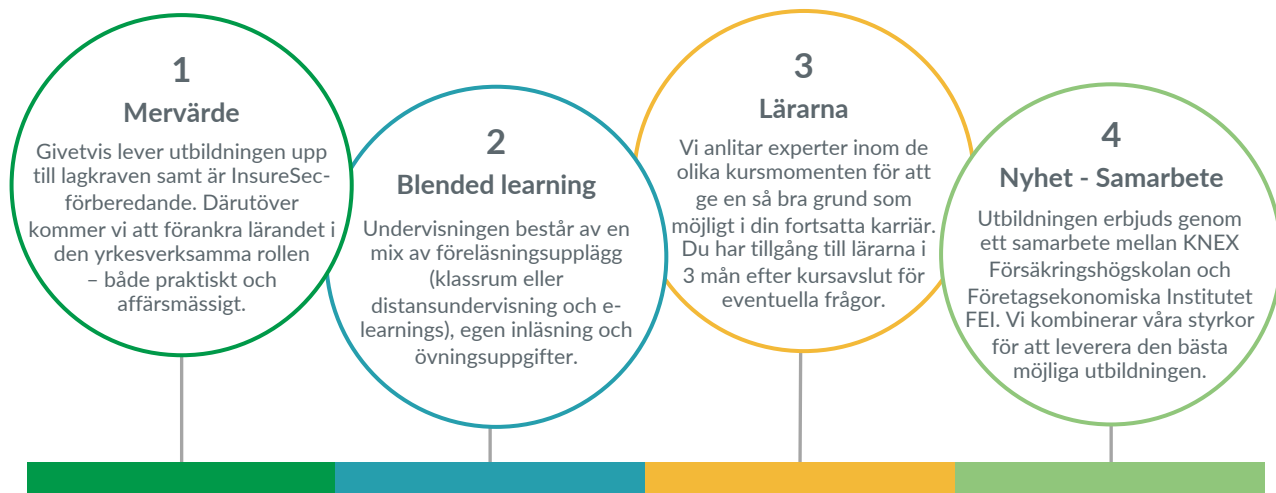 1
Mervärde
Givetvis lever utbildningen upp
till lagkraven samt är InsureSec-
förberedande. Därutöver
kommer vi att förankra lärandet i
den yrkesverksamma rollen
– både praktiskt och
affärsmässigt.
2
Blended learning
Undervisningen består av en
mix av föreläsningsupplägg
(klassrum eller
distansundervisning och e-
learnings), egen inläsning och
övningsuppgifter.
3
Lärarna
Vi anlitar experter inom de
olika kursmomenten för att
ge en så bra grund som
möjligt i din fortsatta karriär.
Du har tillgång till lärarna i
3 mån efter kursavslut för
eventuella frågor.
4
Nyhet - Samarbete
Utbildningen erbjuds genom
ett samarbete mellan KNEX
Försäkringshögskolan och
Företagsekonomiska Institutet
FEI. Vi kombinerar våra styrkor
för att leverera den bästa
möjliga utbildningen.